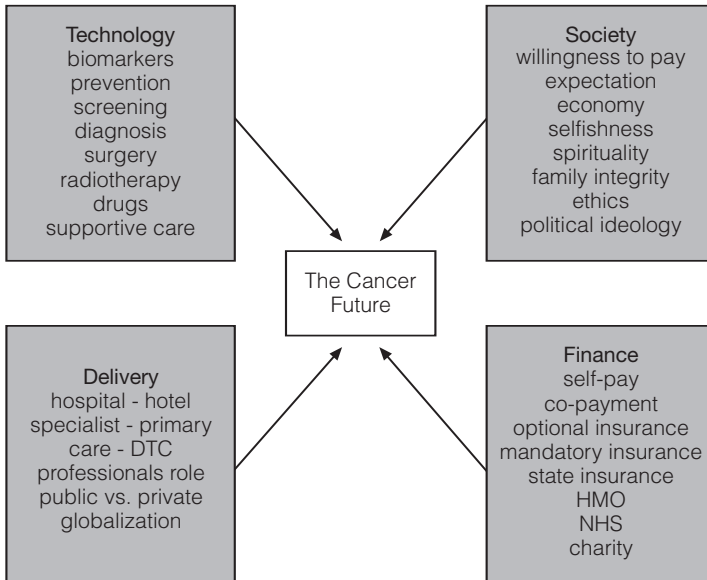 Technology
biomarkers
prevention
screening
diagnosis
surgery
radiotherapy
drugs
supportive care
Society
willingness to pay
expectation
economy
selfishness
spirituality
family integrity
ethics
political ideology
The Cancer
Future
Delivery
hospital - hotel
specialist - primary
care - DTC
professionals role
public vs. private
globalization
Finance
self-pay
co-payment
optional insurance
mandatory insurance
state insurance
HMO
NHS
charity